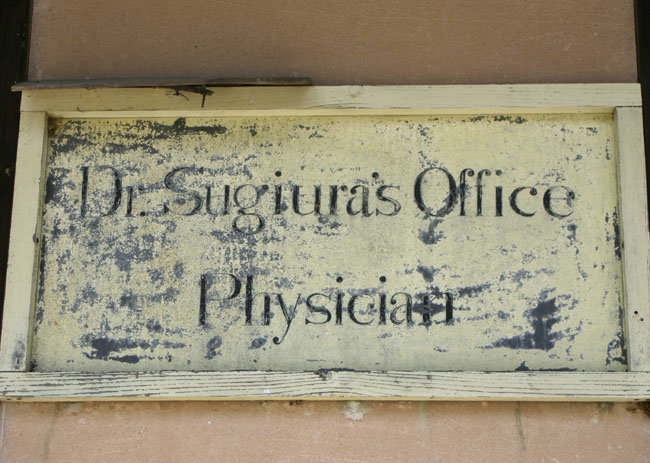 Dr. Sugiura's Office
Physician